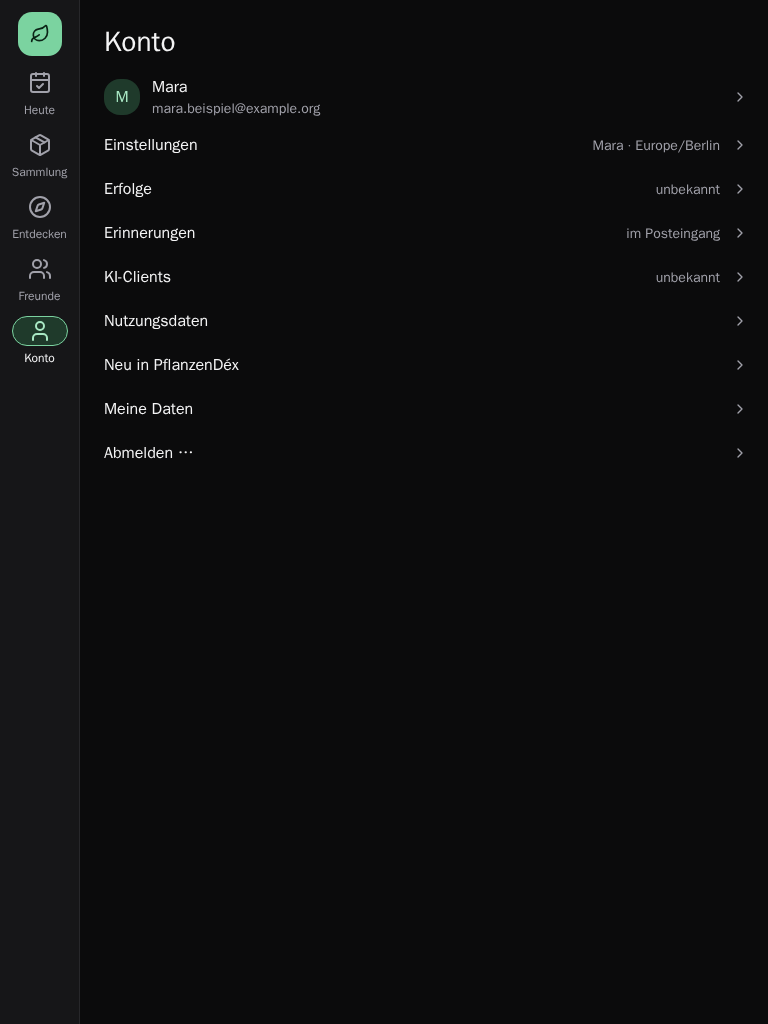 Heute
Sammlung
Entdecken
Freunde
Konto
Konto
M
Mara
mara.beispiel@example.org
Einstellungen Mara · Europe/Berlin
Erfolge unbekannt
Erinnerungen im Posteingang
KI-Clients unbekannt
Nutzungsdaten
Neu in PflanzenDéx
Meine Daten
Abmelden ···